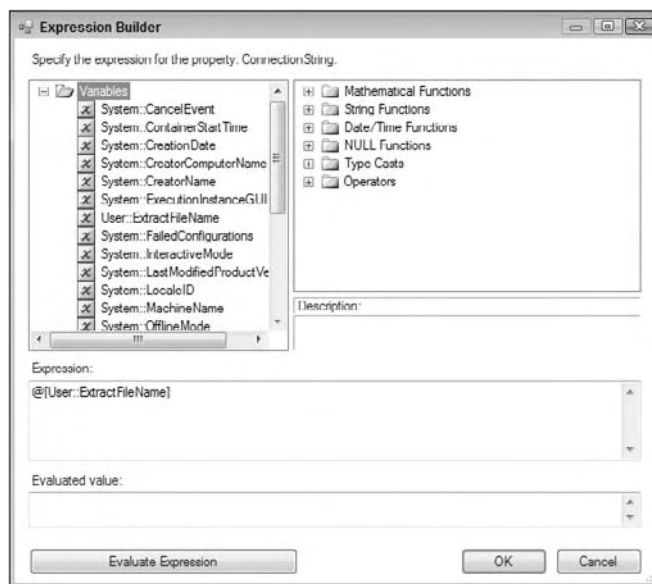 Expression Builder
Specify the expression for the property: ConnectionString.
Variables
System::CancelEvent
System::ContainerStartTime
System::CreationDate
System::CreatorComputerName
System::CreatorName
System::ExecutionInstanceGUI
User::ExtractFileName
System::FailedConfigurations
System::InteractiveMode
System::LastModifiedProductVe
System::LocaleID
System::MachineName
System::OfflineMode
Mathematical Functions
String Functions
Date/Time Functions
NULL Functions
Type Casts
Operators
Description:
Expression:
@[User::ExtractFileName]
Evaluated value:
Evaluate Expression
OK
Cancel